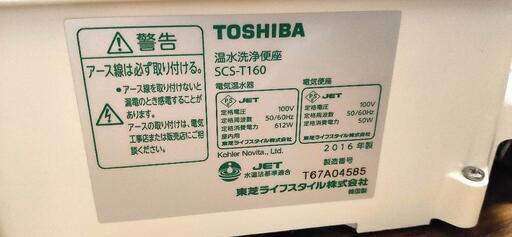 警告
アース線は必ず取り付ける。
●アース線を取り付けないと
漏電のとき感電することが
あります。
アースの取り付けは、電気
工事店または販売店にご相
談ください。
TOSHIBA
温水洗浄便座
SCS-T160
電気温水器
PS JET
定格電圧 100V
定格周波数 50/60Hz
定格消費電力 612W
屋内用
電気便座
PS JET
定格電圧 100V
定格周波数 50/60Hz
定格消費電力 50W
Kohler Novita., Ltd.
2016年製
JET
水道法基準適合
製造番号
T67A04585
東芝ライフスタイル株式会社
韓国製